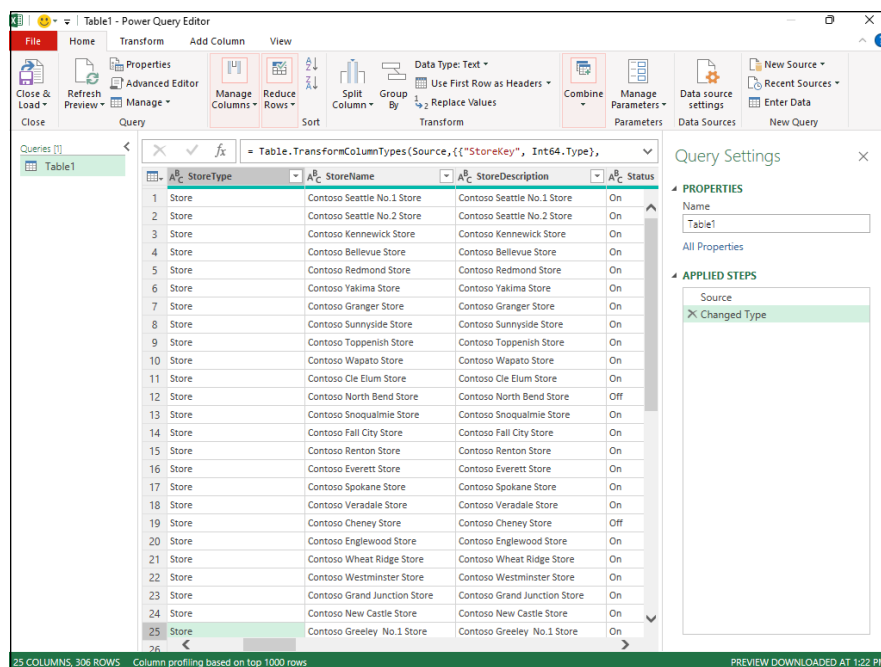 Table1 - Power Query Editor
File Home Transform Add Column View
Close & Load
Close
Refresh Preview
Properties
Advanced Editor
Manage
Query
Manage Columns
Reduce Rows
Sort
Split Column
Group By
Data Type: Text
Use First Row as Headers
Replace Values
Transform
Combine
Manage Parameters
Parameters
Data source settings
Data Sources
New Source
Recent Sources
Enter Data
New Query
Queries [1]
Table1
fx = Table.TransformColumnTypes(Source,{{"StoreKey", Int64.Type},
ABC StoreType ABC StoreName ABC StoreDescription ABC Status
1 Store Contoso Seattle No.1 Store Contoso Seattle No.1 Store On
2 Store Contoso Seattle No.2 Store Contoso Seattle No.2 Store On
3 Store Contoso Kennewick Store Contoso Kennewick Store On
4 Store Contoso Bellevue Store Contoso Bellevue Store On
5 Store Contoso Redmond Store Contoso Redmond Store On
6 Store Contoso Yakima Store Contoso Yakima Store On
7 Store Contoso Granger Store Contoso Granger Store On
8 Store Contoso Sunnyside Store Contoso Sunnyside Store On
9 Store Contoso Toppenish Store Contoso Toppenish Store On
10 Store Contoso Wapato Store Contoso Wapato Store On
11 Store Contoso Cle Elum Store Contoso Cle Elum Store On
12 Store Contoso North Bend Store Contoso North Bend Store Off
13 Store Contoso Snoqualmie Store Contoso Snoqualmie Store On
14 Store Contoso Fall City Store Contoso Fall City Store On
15 Store Contoso Renton Store Contoso Renton Store On
16 Store Contoso Everett Store Contoso Everett Store On
17 Store Contoso Spokane Store Contoso Spokane Store On
18 Store Contoso Veradale Store Contoso Veradale Store On
19 Store Contoso Cheney Store Contoso Cheney Store Off
20 Store Contoso Englewood Store Contoso Englewood Store On
21 Store Contoso Wheat Ridge Store Contoso Wheat Ridge Store On
22 Store Contoso Westminster Store Contoso Westminster Store On
23 Store Contoso Grand Junction Store Contoso Grand Junction Store On
24 Store Contoso New Castle Store Contoso New Castle Store On
25 Store Contoso Greeley No.1 Store Contoso Greeley No.1 Store On
26
Query Settings
PROPERTIES
Name
Table1
All Properties
APPLIED STEPS
Source
Changed Type
25 COLUMNS, 306 ROWS Column profiling based on top 1000 rows PREVIEW DOWNLOADED AT 1:22 P